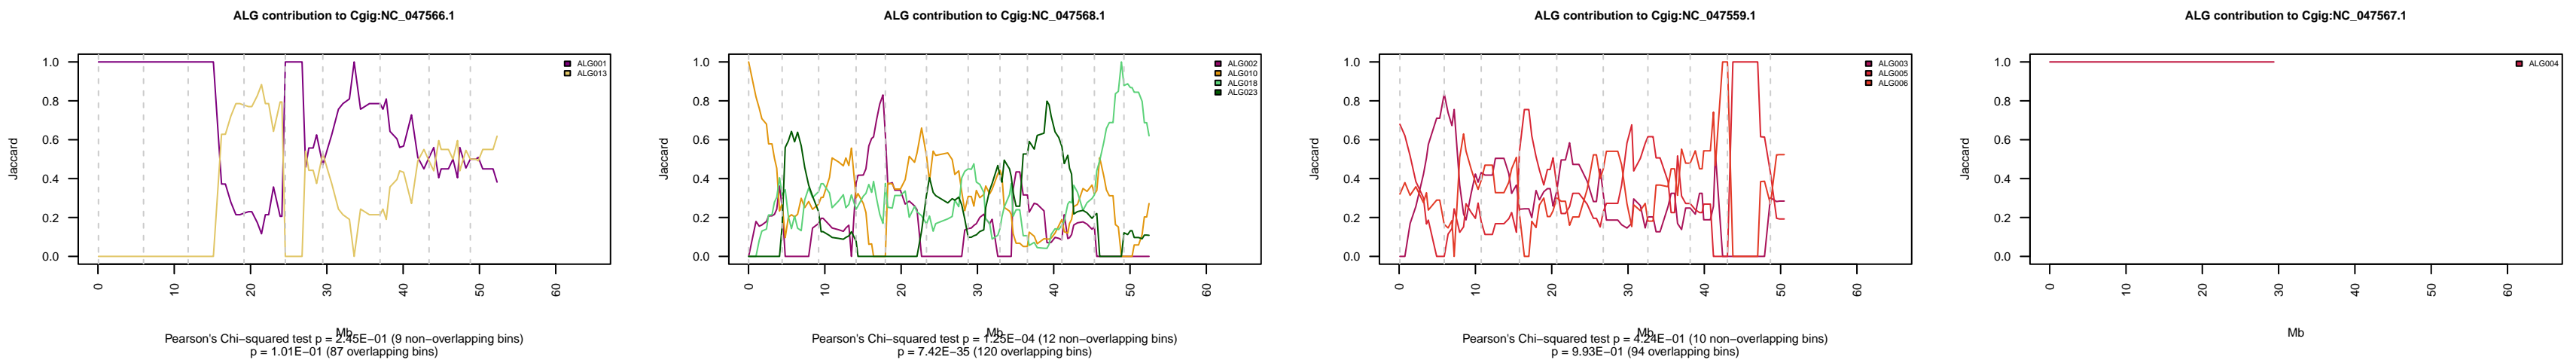 ALG contribution to Cgig:NC_047566.1
Jaccard
1.0
0.8
0.6
0.4
0.2
0.0
ALG001
ALG013
0
10
20
30
40
50
60
Mb
Pearson's Chi−squared test p = 2.45E−01 (9 non−overlapping bins)
p = 1.01E−01 (87 overlapping bins)
ALG contribution to Cgig:NC_047568.1
Jaccard
1.0
0.8
0.6
0.4
0.2
0.0
ALG002
ALG010
ALG018
ALG023
0
10
20
30
40
50
60
Mb
Pearson's Chi−squared test p = 1.25E−04 (12 non−overlapping bins)
p = 7.42E−35 (120 overlapping bins)
ALG contribution to Cgig:NC_047559.1
Jaccard
1.0
0.8
0.6
0.4
0.2
0.0
ALG003
ALG005
ALG006
0
10
20
30
40
50
60
Mb
Pearson's Chi−squared test p = 4.24E−01 (10 non−overlapping bins)
p = 9.93E−01 (94 overlapping bins)
ALG contribution to Cgig:NC_047567.1
Jaccard
1.0
0.8
0.6
0.4
0.2
0.0
ALG004
0
10
20
30
40
50
60
Mb